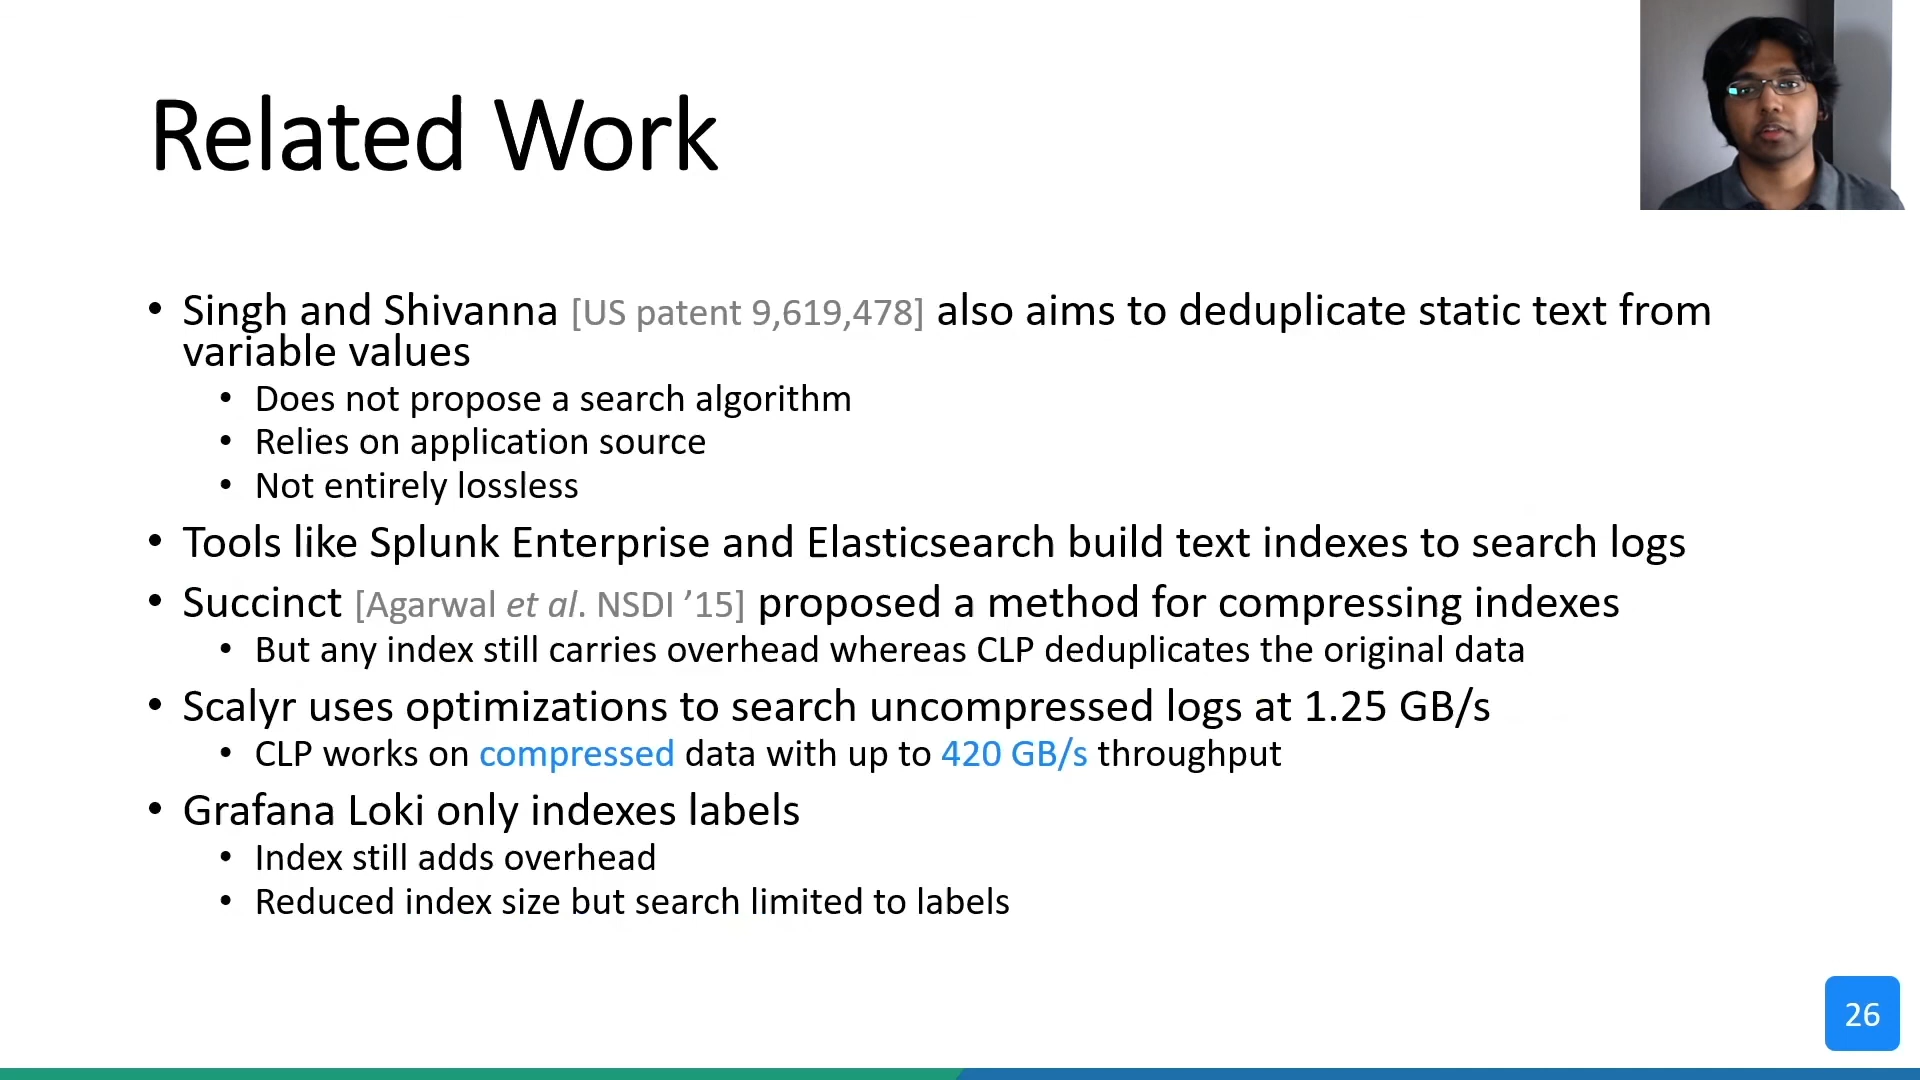 Related Work
• Singh and Shivanna [US patent 9,619,478] also aims to deduplicate static text from
variable values
• Does not propose a search algorithm
• Relies on application source
• Not entirely lossless
• Tools like Splunk Enterprise and Elasticsearch build text indexes to search logs
• Succinct [Agarwal et al. NSDI ’15] proposed a method for compressing indexes
• But any index still carries overhead whereas CLP deduplicates the original data
• Scalyr uses optimizations to search uncompressed logs at 1.25 GB/s
• CLP works on compressed data with up to 420 GB/s throughput
• Grafana Loki only indexes labels
• Index still adds overhead
• Reduced index size but search limited to labels
26